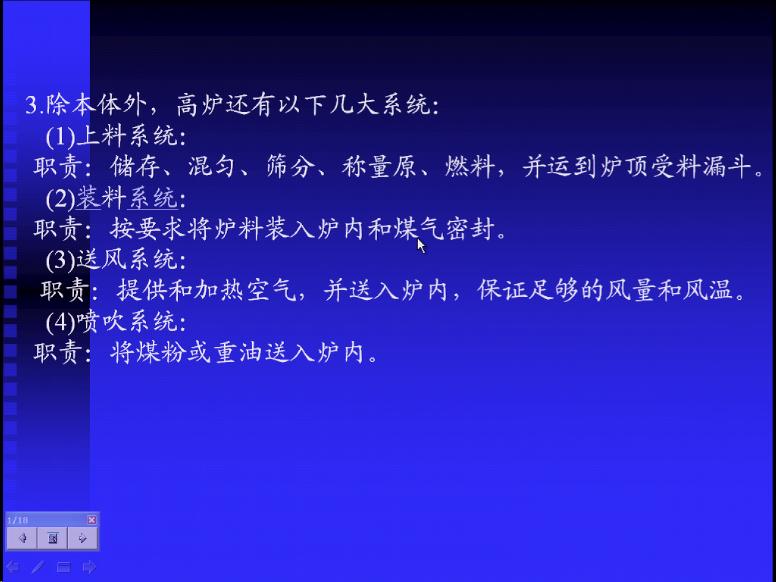 3.除本体外，高炉还有以下几大系统:
(1)上料系统:
职责：储存、混匀、筛分、称量原、燃料，并运到炉顶受料漏斗。
(2)装料系统:
职责：按要求将炉料装入炉内和煤气密封。
(3)送风系统:
职责：提供和加热空气，并送入炉内，保证足够的风量和风温。
(4)喷吹系统:
职责：将煤粉或重油送入炉内。
1/18